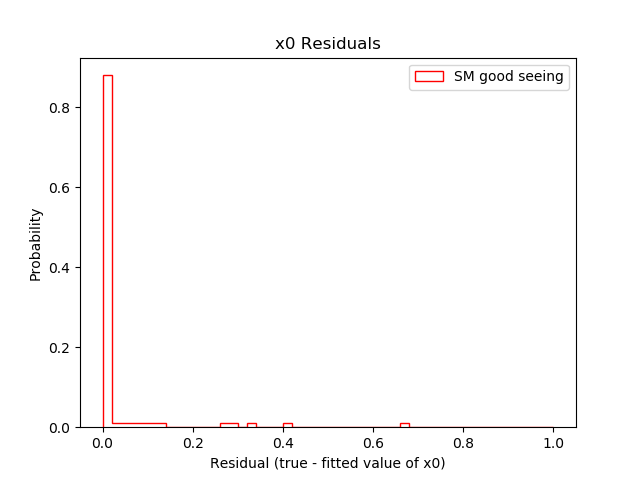 x0 Residuals
SM good seeing
Probability
0.8
0.6
0.4
0.2
0.0
0.0 0.2 0.4 0.6 0.8 1.0
Residual (true - fitted value of x0)